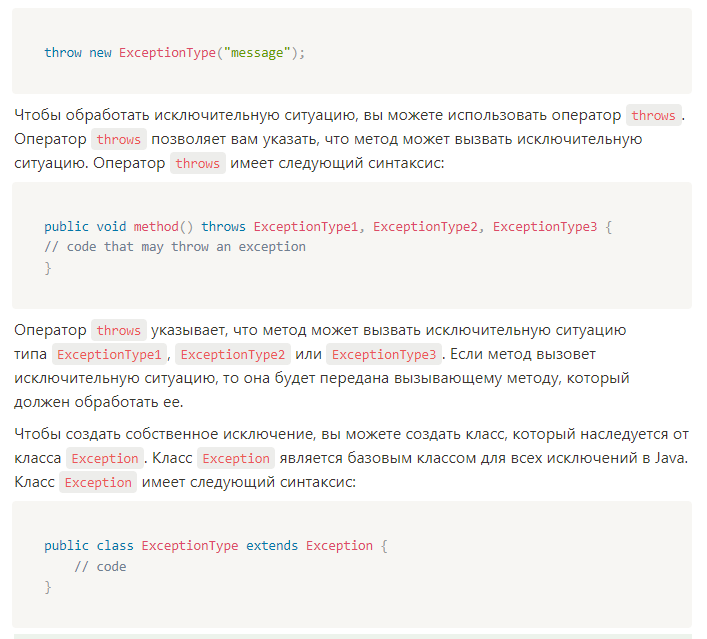 throw new ExceptionType("message");
Чтобы обработать исключительную ситуацию, вы можете использовать оператор throws.
Оператор throws позволяет вам указать, что метод может вызвать исключительную
ситуацию. Оператор throws имеет следующий синтаксис:
public void method() throws ExceptionType1, ExceptionType2, ExceptionType3 {
// code that may throw an exception
}
Оператор throws указывает, что метод может вызвать исключительную ситуацию
типа ExceptionType1, ExceptionType2 или ExceptionType3. Если метод вызовет
исключительную ситуацию, то она будет передана вызывающему методу, который
должен обработать ее.
Чтобы создать собственное исключение, вы можете создать класс, который наследуется от
класса Exception. Класс Exception является базовым классом для всех исключений в Java.
Класс Exception имеет следующий синтаксис:
public class ExceptionType extends Exception {
// code
}